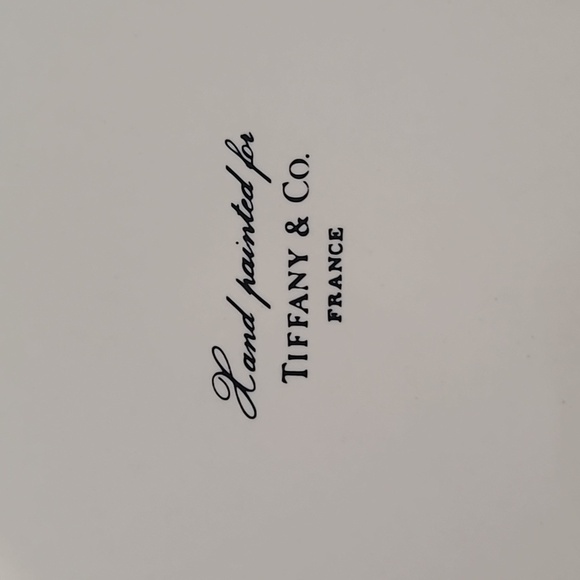 Hand painted for
TIFFANY & CO.
FRANCE